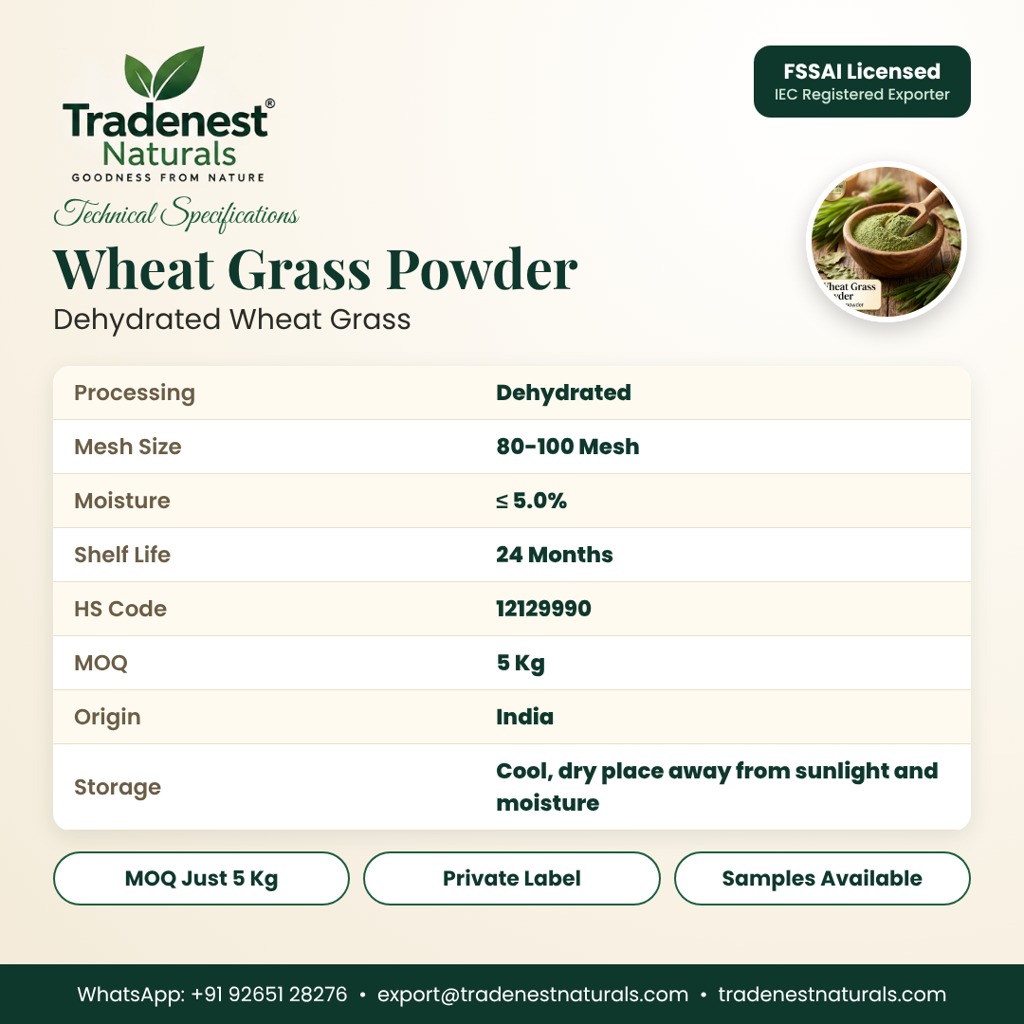 Tradenest®
Naturals
GOODNESS FROM NATURE
FSSAI Licensed
IEC Registered Exporter
Technical Specifications
Wheat Grass Powder
Dehydrated Wheat Grass
Wheat Grass
Processing Dehydrated
Mesh Size 80-100 Mesh
Moisture ≤ 5.0%
Shelf Life 24 Months
HS Code 12129990
MOQ 5 Kg
Origin India
Storage Cool, dry place away from sunlight and
moisture
MOQ Just 5 Kg
Private Label
Samples Available
WhatsApp: +91 92651 28276 • export@tradenestnaturals.com • tradenestnaturals.com